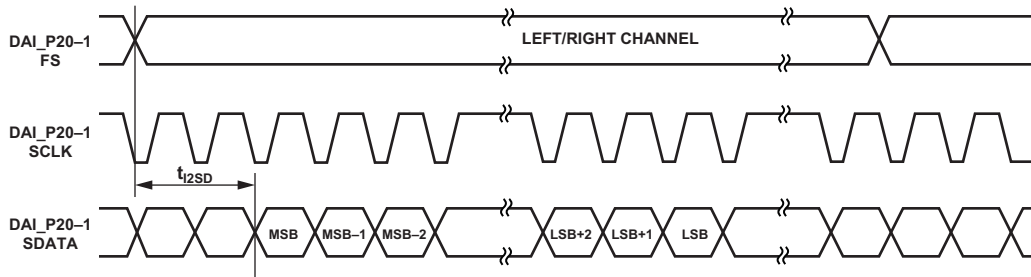 DAI_P20–1
FS
LEFT/RIGHT CHANNEL
DAI_P20–1
SCLK
tI2SD
DAI_P20–1
SDATA
MSB
MSB–1
MSB–2
LSB+2
LSB+1
LSB